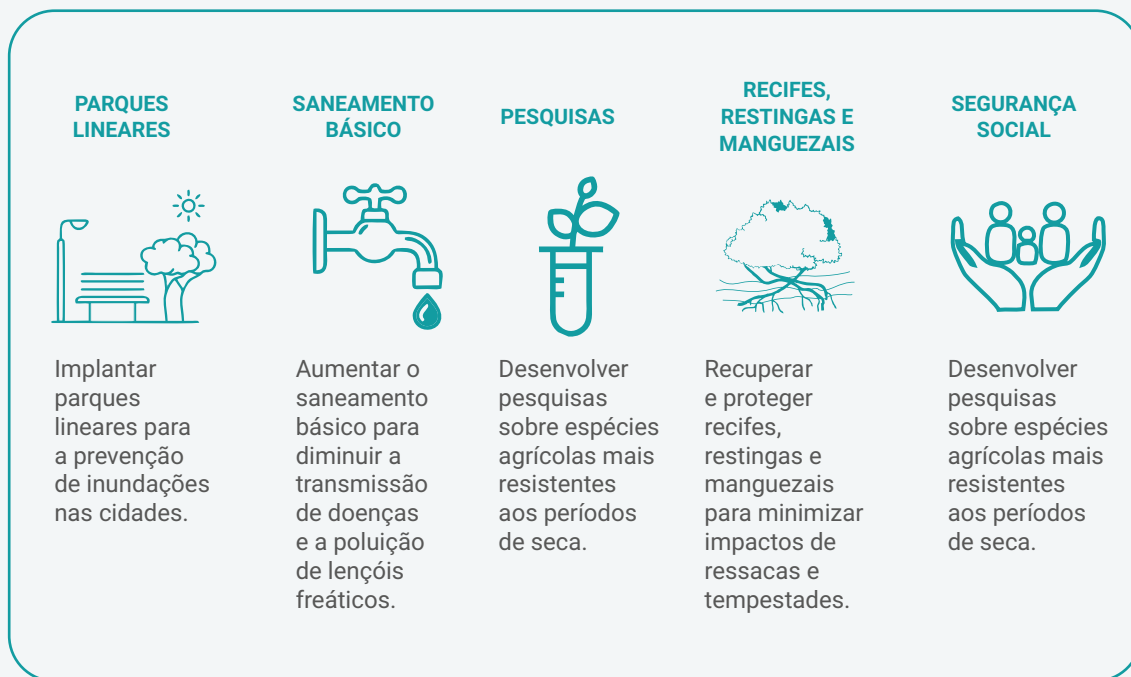 PARQUES
LINEARES
Implantar
parques
lineares para
a prevenção
de inundações
nas cidades.
SANEAMENTO
BÁSICO
Aumentar o
saneamento
básico para
diminuir a
transmissão
de doenças
e a poluição
de lençóis
freáticos.
PESQUISAS
Desenvolver
pesquisas
sobre espécies
agrícolas mais
resistentes
aos períodos
de seca.
RECIFES,
RESTINGAS E
MANGUEZAIS
Recuperar
e proteger
recifes,
restingas e
manguezais
para minimizar
impactos de
ressacas e
tempestades.
SEGURANÇA
SOCIAL
Desenvolver
pesquisas
sobre espécies
agrícolas mais
resistentes
aos períodos
de seca.